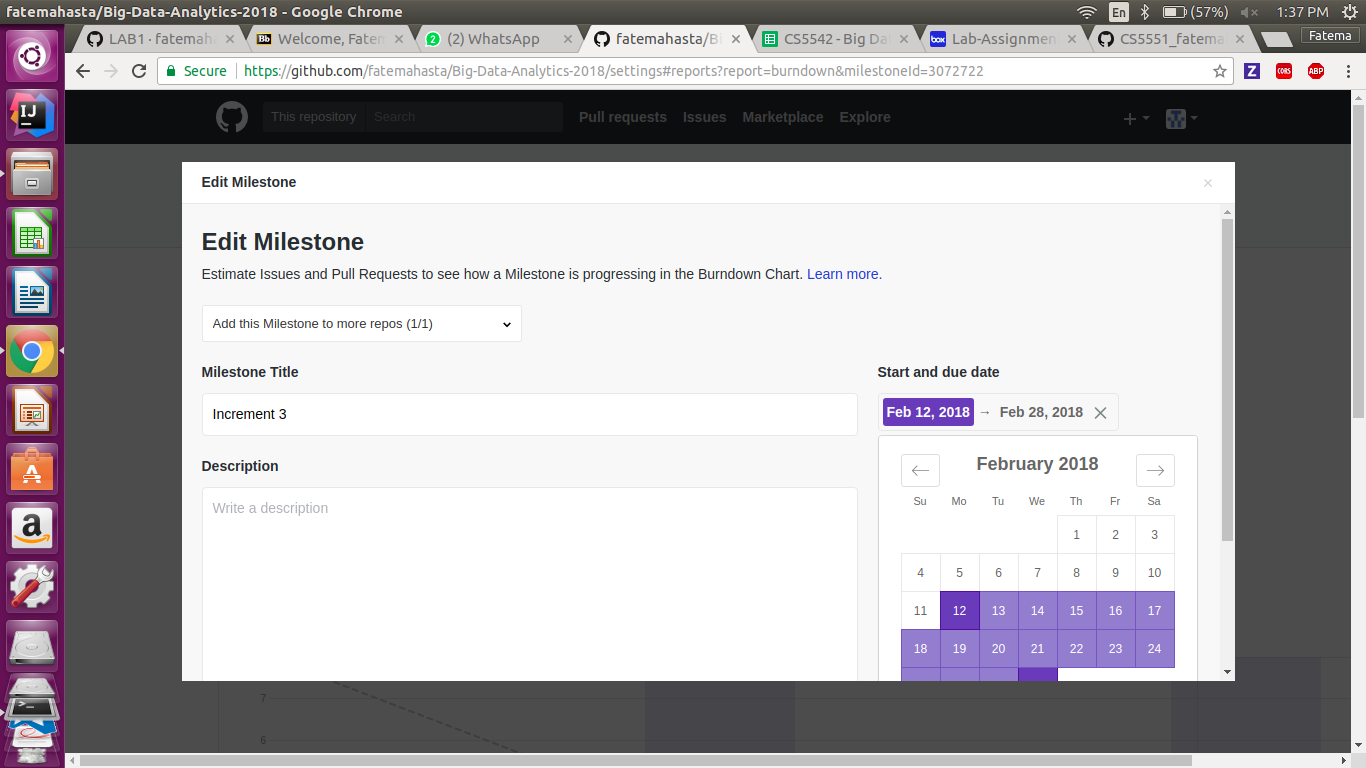 fatemahasta/Big-Data-Analytics-2018 - Google Chrome
En
(57%)
1:37 PM
Fatema
LAB1 · fatemah
Welcome, Fatem
(2) WhatsApp
fatemahasta/Bi
CS5542 - Big Da
Lab-Assignment
CS5551_fatema
Secure
https://github.com/fatemahasta/Big-Data-Analytics-2018/settings#reports?report=burndown&milestoneId=3072722
Z
CORS
ABP
This repository
Search
Pull requests
Issues
Marketplace
Explore
Edit Milestone
×
Edit Milestone
Estimate Issues and Pull Requests to see how a Milestone is progressing in the Burndown Chart. Learn more.
Add this Milestone to more repos (1/1)
Milestone Title
Start and due date
Increment 3
Feb 12, 2018 → Feb 28, 2018
Description
Write a description
February 2018
Su Mo Tu We Th Fr Sa
1 2 3
4 5 6 7 8 9 10
11 12 13 14 15 16 17
18 19 20 21 22 23 24
7
6